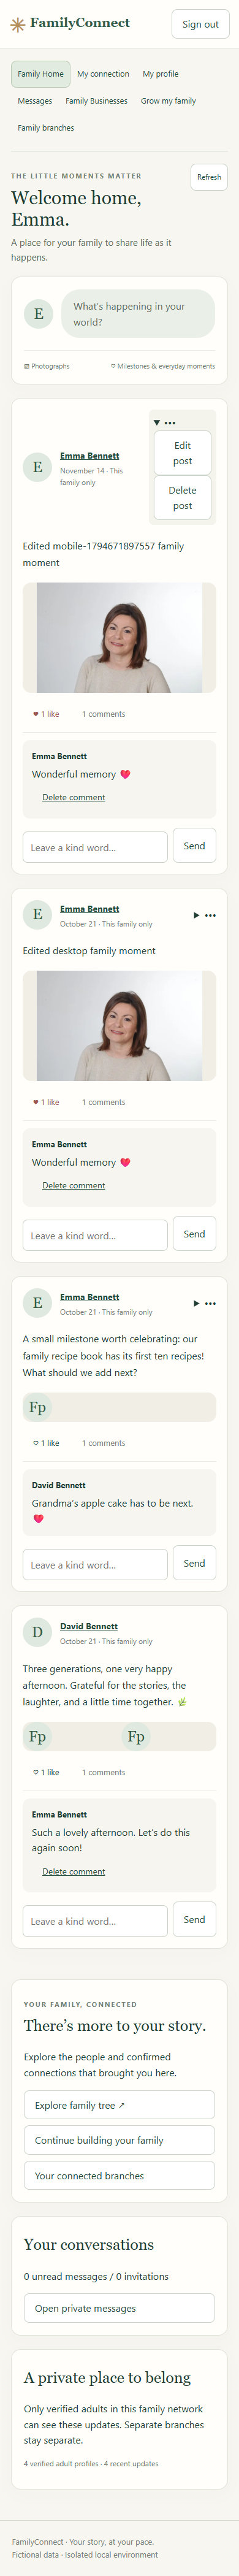 FamilyConnect
Sign out
Family Home
My connection
My profile
Messages
Family Businesses
Grow my family
Family branches
THE LITTLE MOMENTS MATTER
Refresh
Welcome home,
Emma.
A place for your family to share life as it
happens.
E
What's happening in your
world?
Photographs
Milestones & everyday moments
E
Emma Bennett
November 14 · This
family only
▼ •••
Edit
post
Delete
post
Edited mobile-1794671897557 family
moment
♥ 1 like
1 comments
Emma Bennett
Wonderful memory 💖
Delete comment
Leave a kind word...
Send
E
Emma Bennett
October 21 · This family only
▶ •••
Edited desktop family moment
♥ 1 like
1 comments
Emma Bennett
Wonderful memory 💖
Delete comment
Leave a kind word...
Send
E
Emma Bennett
October 21 · This family only
▶ •••
A small milestone worth celebrating: our
family recipe book has its first ten recipes!
What should we add next?
Fp
♡ 1 like
1 comments
David Bennett
Grandma's apple cake has to be next.
💖
Leave a kind word...
Send
D
David Bennett
October 21 · This family only
Three generations, one very happy
afternoon. Grateful for the stories, the
laughter, and a little time together. 🌿
Fp
Fp
♡ 1 like
1 comments
Emma Bennett
Such a lovely afternoon. Let's do this
again soon!
Delete comment
Leave a kind word...
Send
YOUR FAMILY, CONNECTED
There's more to your story.
Explore the people and confirmed
connections that brought you here.
Explore family tree ↗
Continue building your family
Your connected branches
Your conversations
0 unread messages / 0 invitations
Open private messages
A private place to belong
Only verified adults in this family network
can see these updates. Separate branches
stay separate.
4 verified adult profiles · 4 recent updates
FamilyConnect · Your story, at your pace.
Fictional data · Isolated local environment